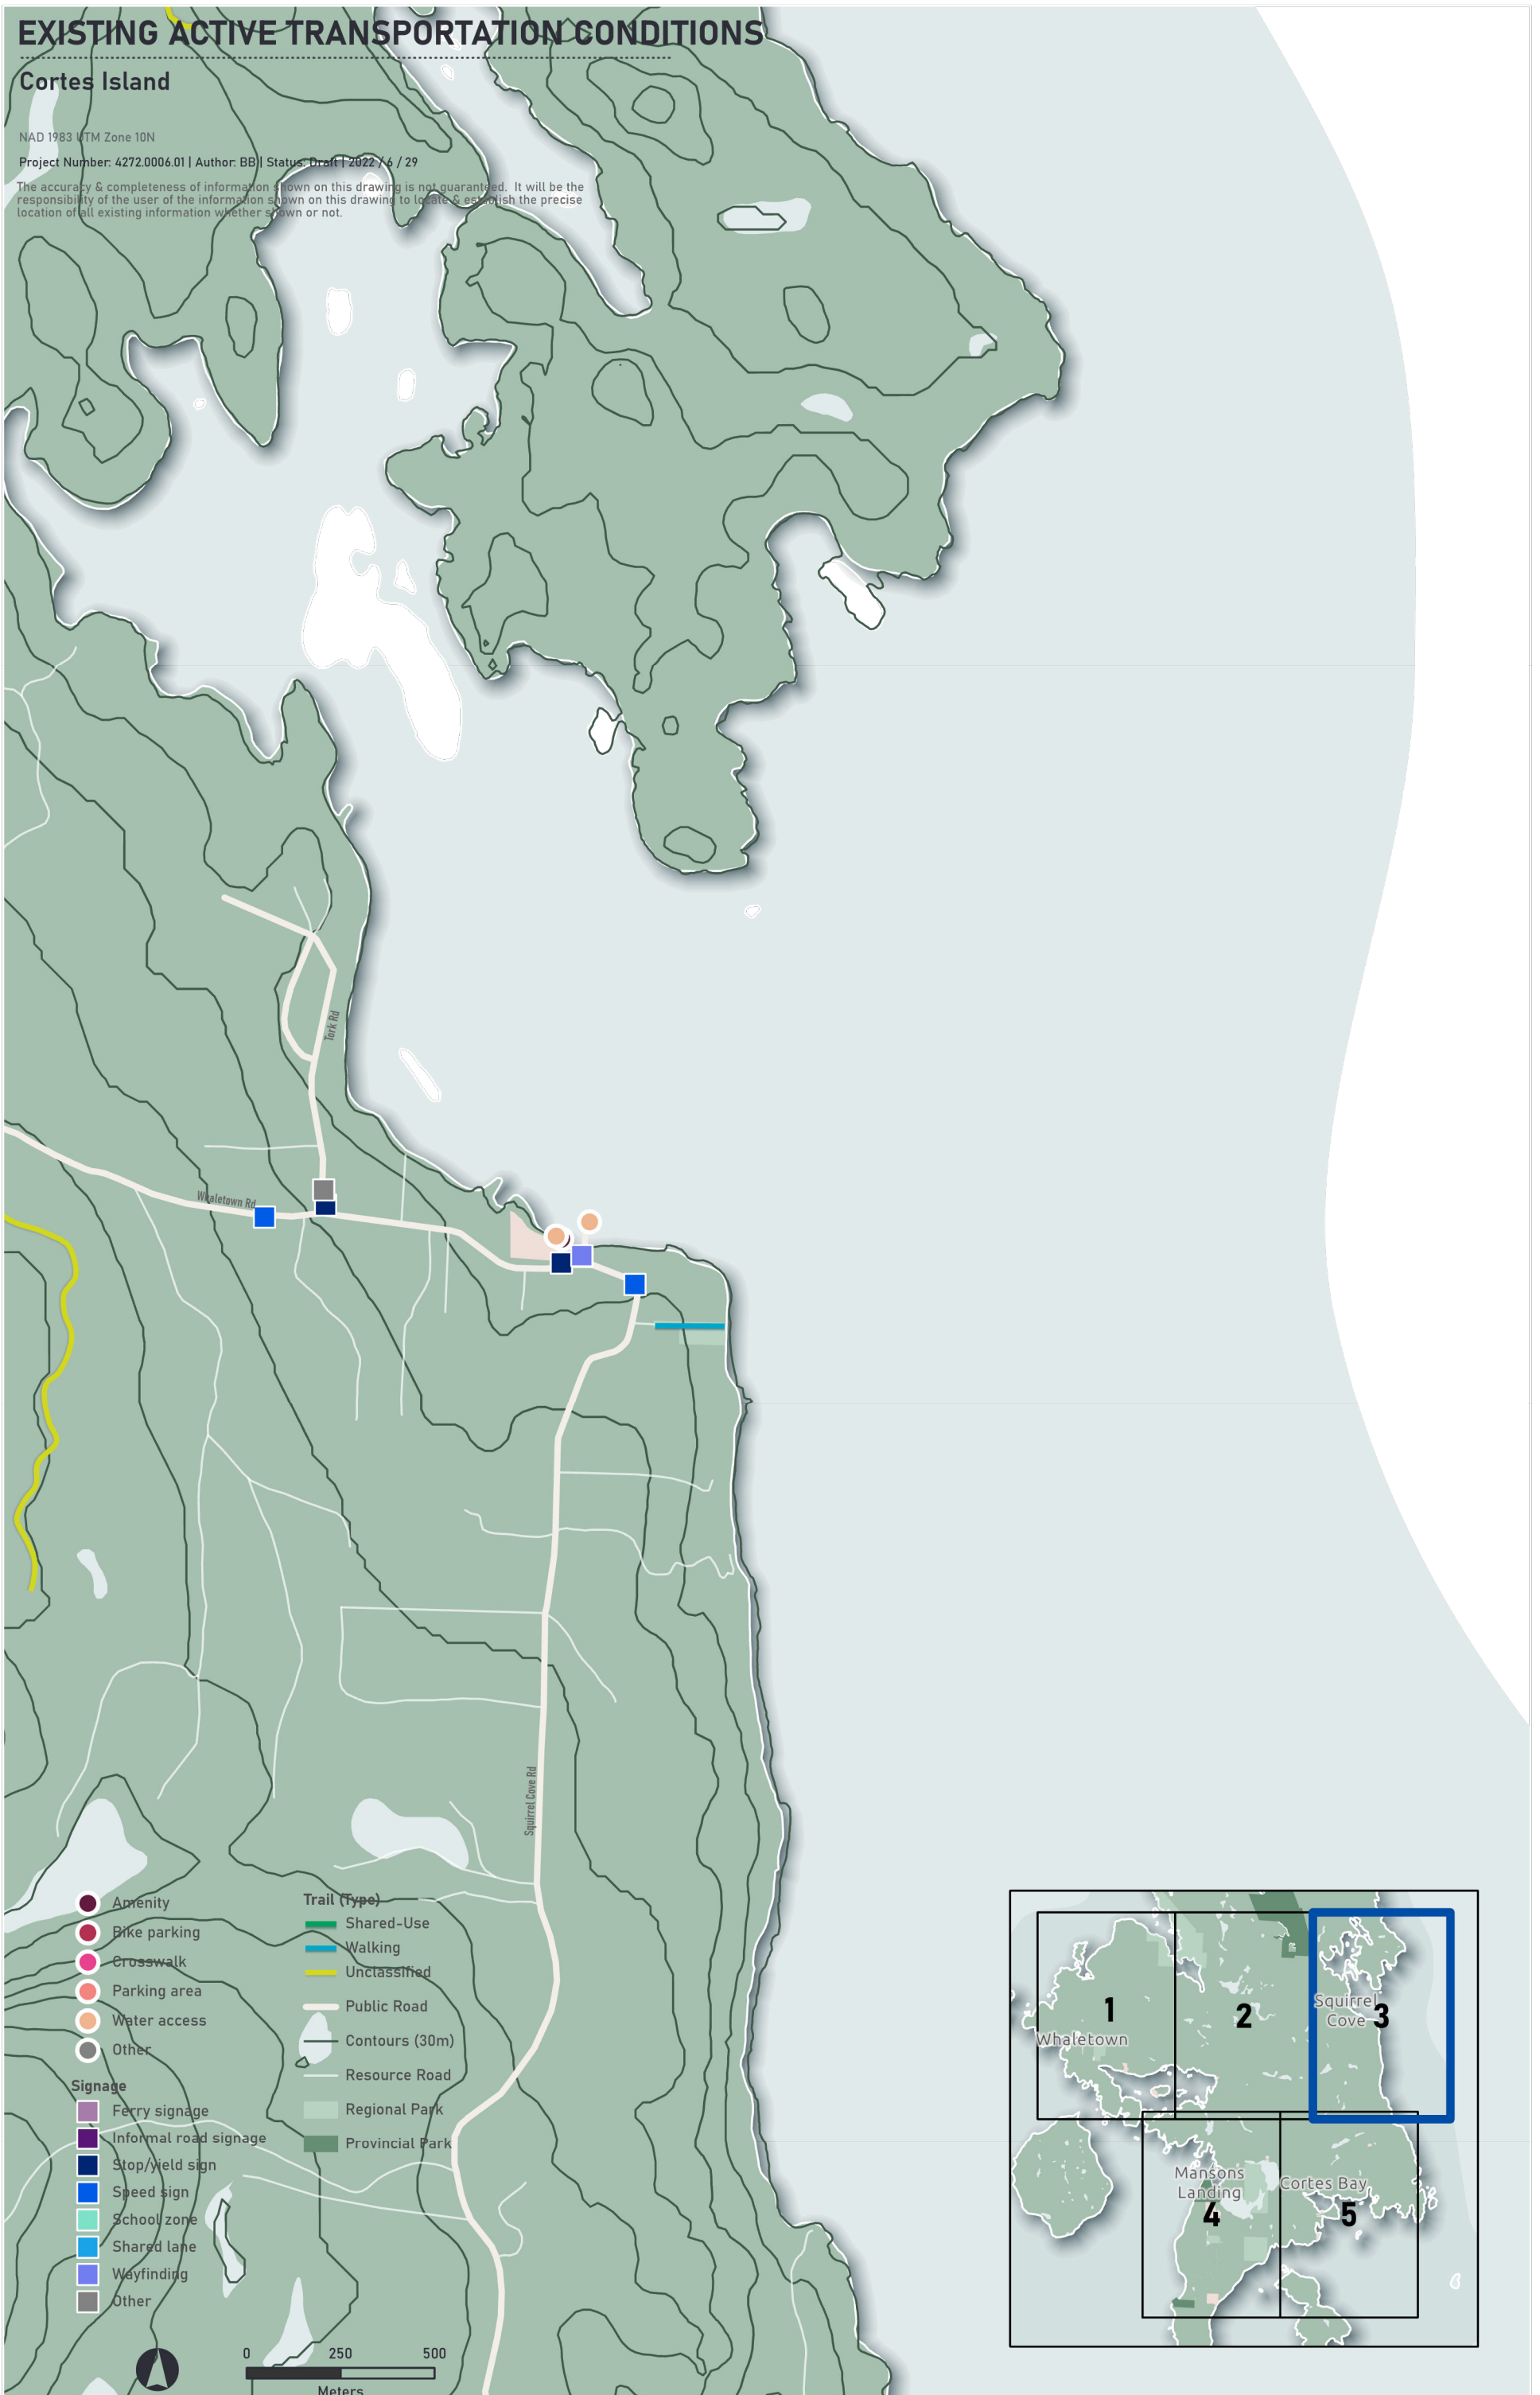 EXISTING ACTIVE TRANSPORTATION CONDITIONS
Cortes Island
NAD 1983 UTM Zone 10N
Project Number: 4272.0006.01 | Author: BB | Status: Draft | 2022 / 6 / 29
The accuracy & completeness of information shown on this drawing is not guaranteed. It will be the
responsibility of the user of the information shown on this drawing to locate & establish the precise
location of all existing information whether shown or not.
Tork Rd
Whaletown Rd
Squirrel Cove Rd
Amenity
Bike parking
Crosswalk
Parking area
Water access
Other
Signage
Ferry signage
Informal road signage
Stop/yield sign
Speed sign
School zone
Shared lane
Wayfinding
Other
Trail (Type)
Shared-Use
Walking
Unclassified
Public Road
Contours (30m)
Resource Road
Regional Park
Provincial Park
0 250 500
Meters
1
Whaletown
2
Squirrel
Cove
3
Mansons
Landing
4
Cortes Bay
5